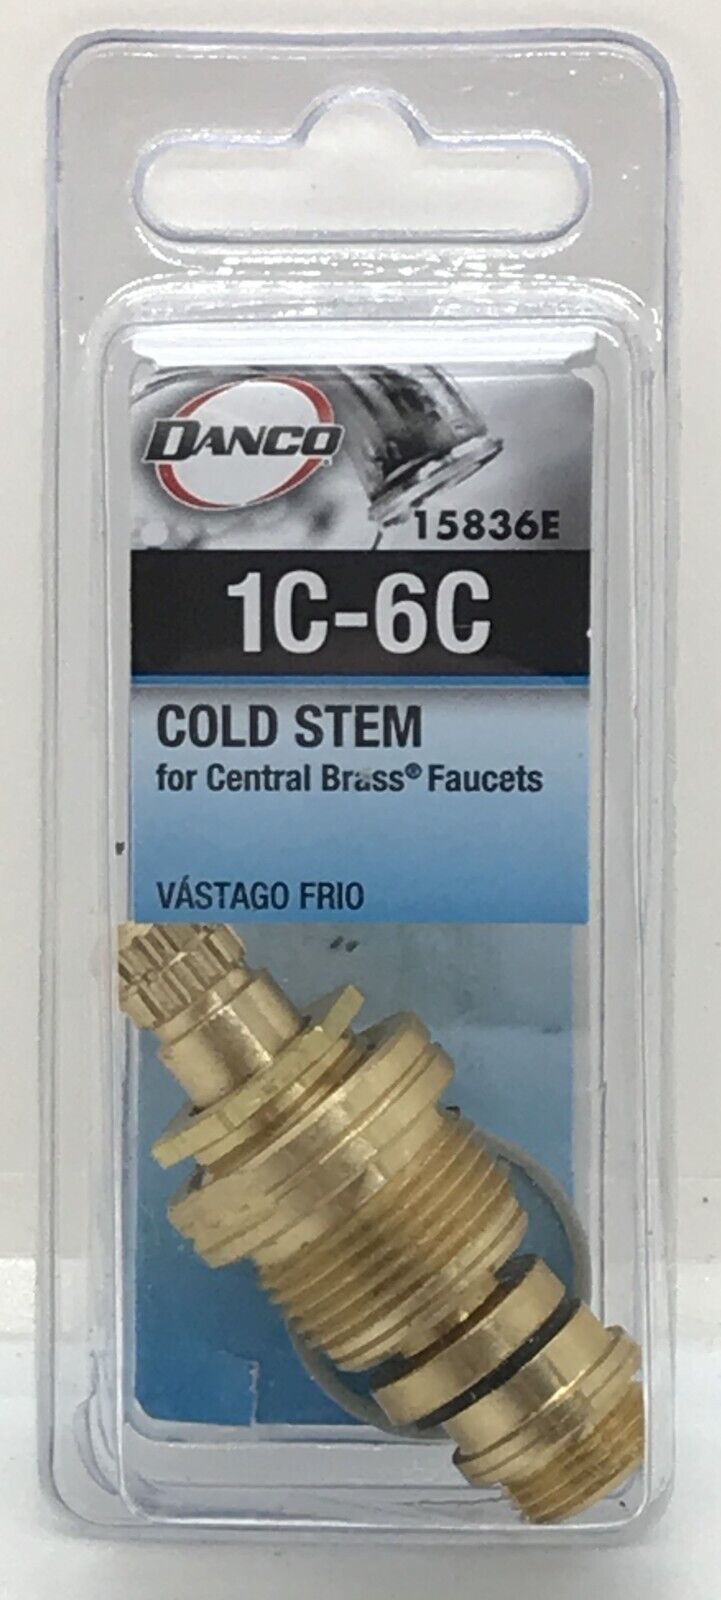 DANCO
15836E
1C-6C
COLD STEM
for Central Brass® Faucets
VÁSTAGO FRIO